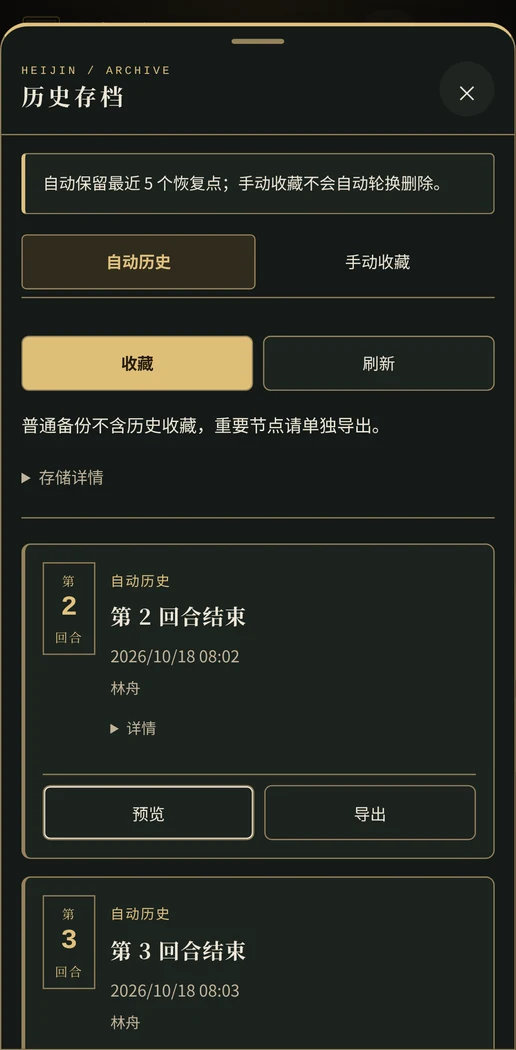 HEIJIN / ARCHIVE
历史存档
自动保留最近 5 个恢复点；手动收藏不会自动轮换删除。
自动历史
手动收藏
收藏
刷新
普通备份不含历史收藏，重要节点请单独导出。
存储详情
第
2
回合
自动历史
第 2 回合结束
2026/10/18 08:02
林舟
详情
预览
导出
第
3
回合
自动历史
第 3 回合结束
2026/10/18 08:03
林舟